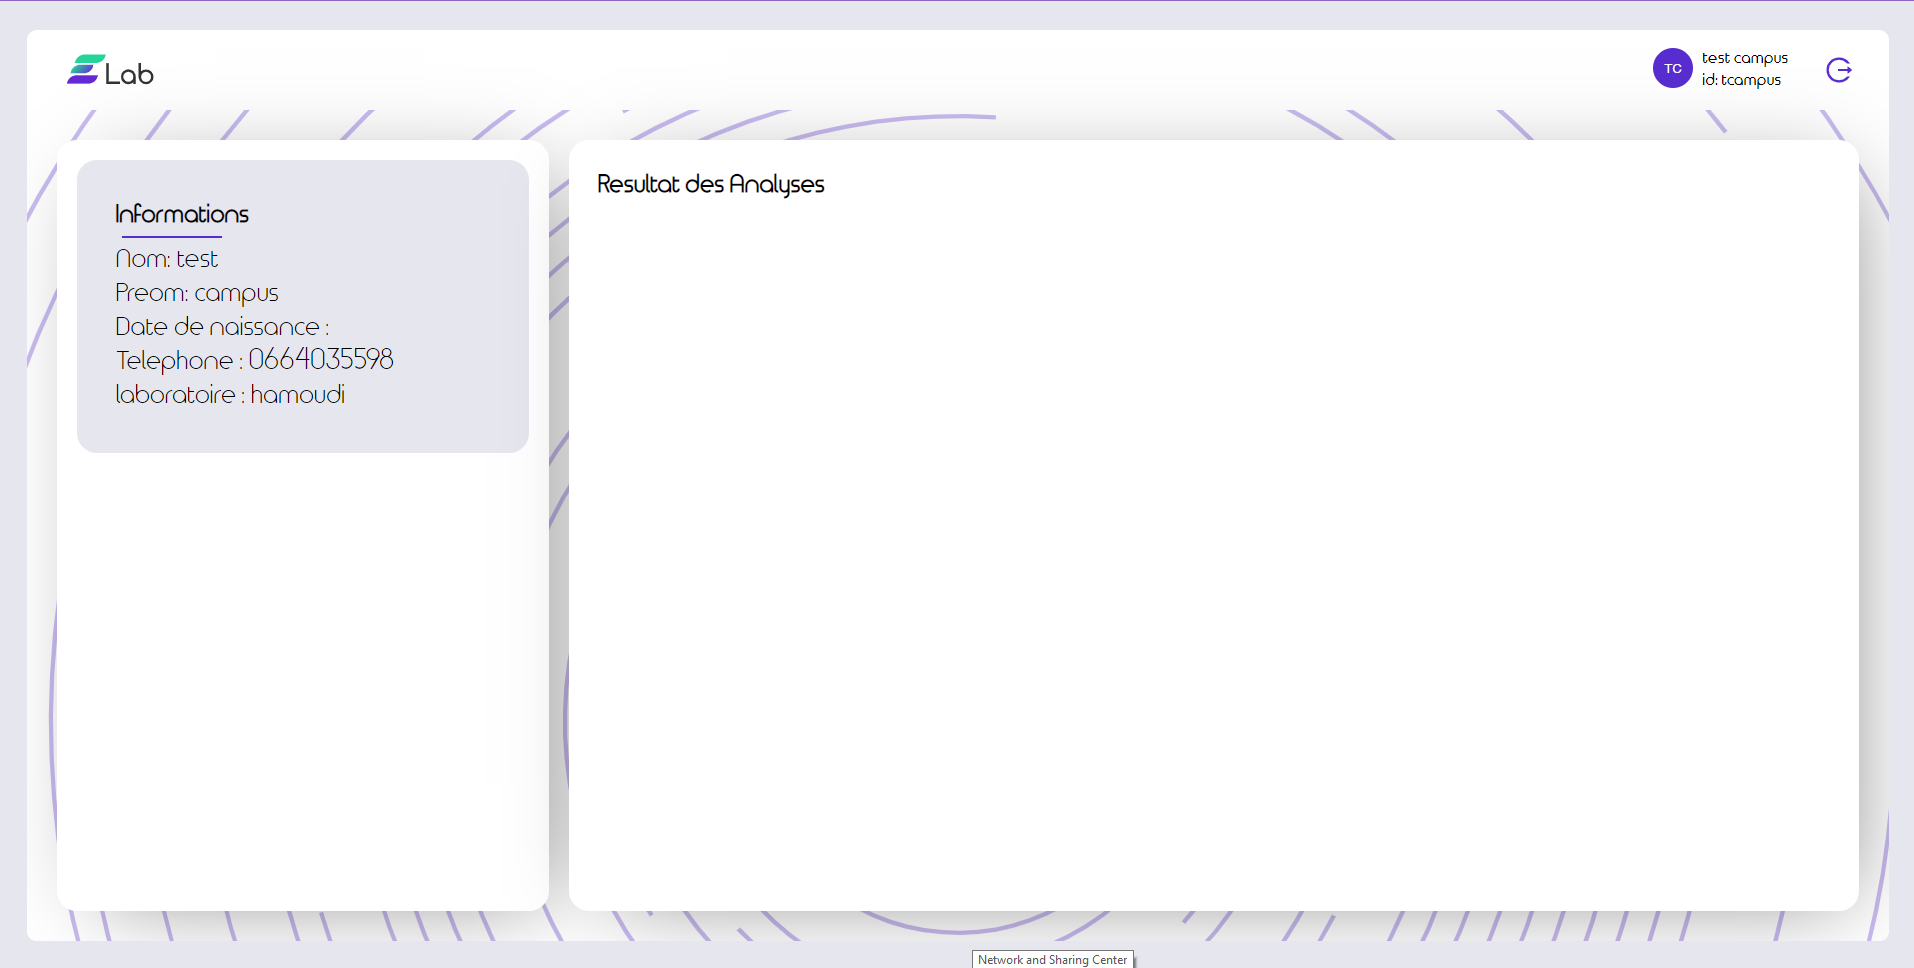 Lab
TC
test campus
id: tcampus
Informations
Nom: test
Preom: campus
Date de naissance :
Telephone : 0664035598
laboratoire : hamoudi
Resultat des Analyses
Network and Sharing Center